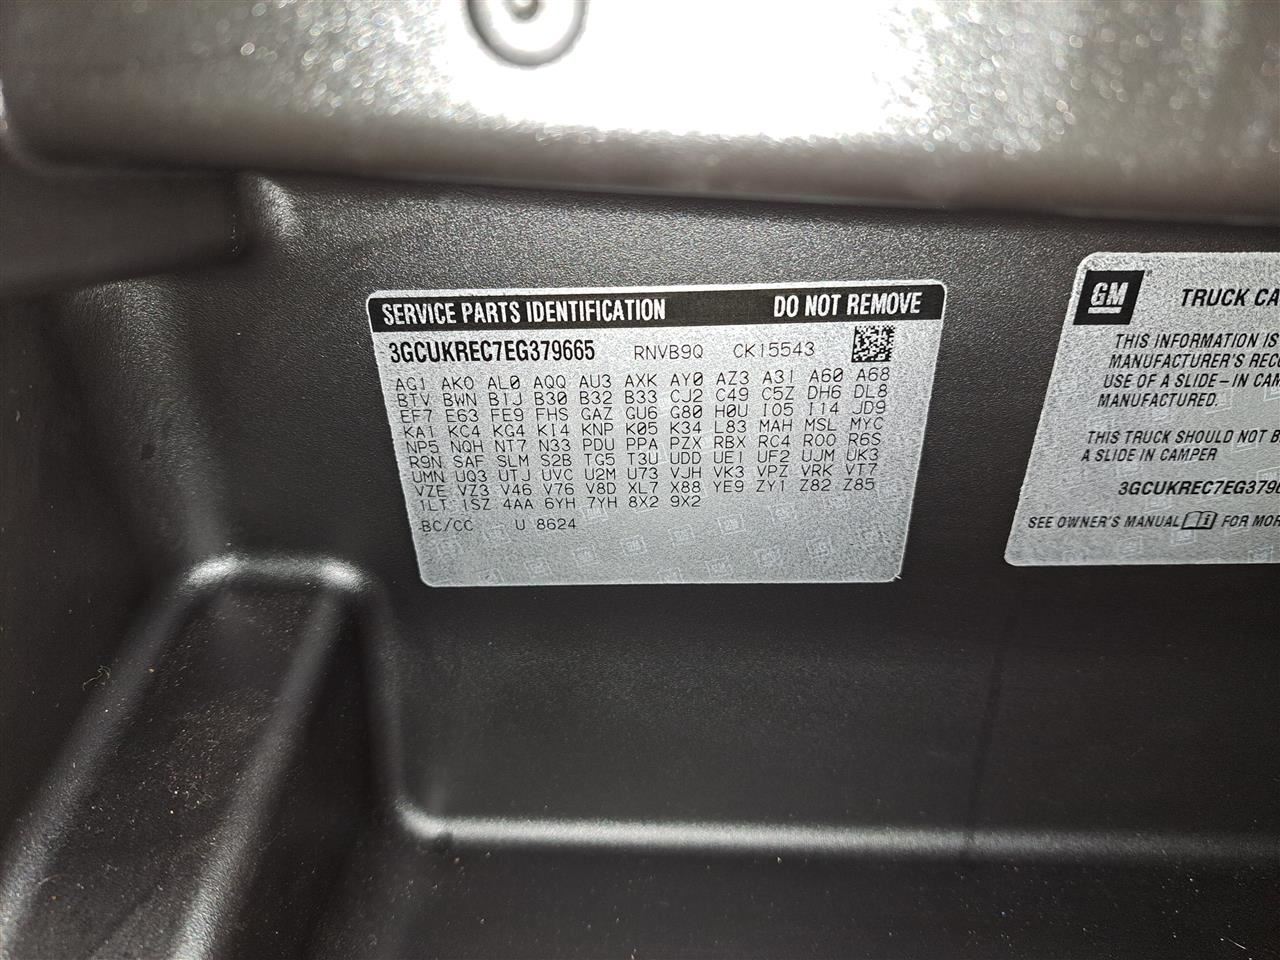 SERVICE PARTS IDENTIFICATION DO NOT REMOVE
3GCUKREC7EG379665 RNVB9Q CK15543
AG1 AKO AL0 AQQ AU3 AXK AY0 AZ3 A31 A60 A68
BTV BWN B1J B30 B32 B33 CJ2 C49 C5Z DH6 DL8
EF7 E63 FE9 FHS GAZ GU6 G80 H0U IO5 I14 JD9
KA1 KC4 KG4 K14 KNP K05 K34 L83 MAH MSL MYC
NP5 NQH NT7 N33 PDU PPA PZX RBX RC4 ROO R6S
R9N SAF SLM S2B TG5 T3U UDD UE1 UF2 UJM UK3
UMN UQ3 UTJ UVC U2M U73 VJH VK3 VPZ VRK VT7
VZE VZ3 V46 V76 V8D XL7 X88 YE9 ZY1 Z82 Z85
1LT 1SZ 4AA 6YH 7YH 8X2 9X2
BC/CC U 8624
GM TRUCK CA
THIS INFORMATION IS
MANUFACTURER'S RECO
USE OF A SLIDE-IN CAM
MANUFACTURED.
THIS TRUCK SHOULD NOT B
A SLIDE IN CAMPER
3GCUKREC7EG379
SEE OWNER'S MANUAL FOR MOR